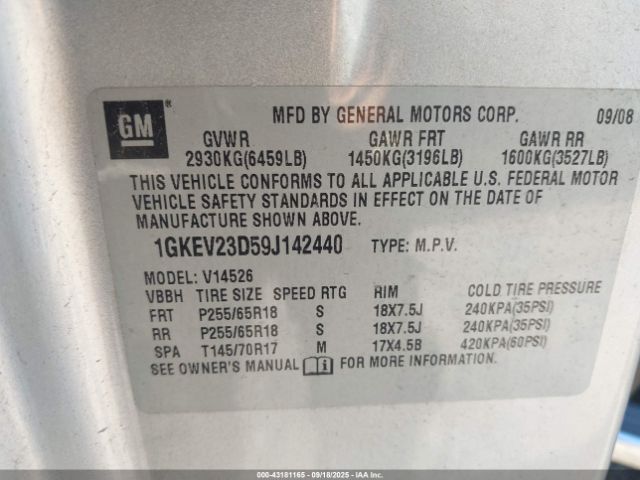 GM
MFD BY GENERAL MOTORS CORP. 09/08
GVWR GAWR FRT GAWR RR
2930KG(6459LB) 1450KG(3196LB) 1600KG(3527LB)
THIS VEHICLE CONFORMS TO ALL APPLICABLE U.S. FEDERAL MOTOR
VEHICLE SAFETY STANDARDS IN EFFECT ON THE DATE OF
MANUFACTURE SHOWN ABOVE.
1GKEV23D59J142440 TYPE: M.P.V.
MODEL: V14526
VBBH TIRE SIZE SPEED RTG RIM COLD TIRE PRESSURE
FRT P255/65R18 S 18X7.5J 240KPA(35PSI)
RR P255/65R18 S 18X7.5J 240KPA(35PSI)
SPA T145/70R17 M 17X4.5B 420KPA(60PSI)
SEE OWNER'S MANUAL i FOR MORE INFORMATION.
000-43181165 - 09/18/2025 - IAA Inc.